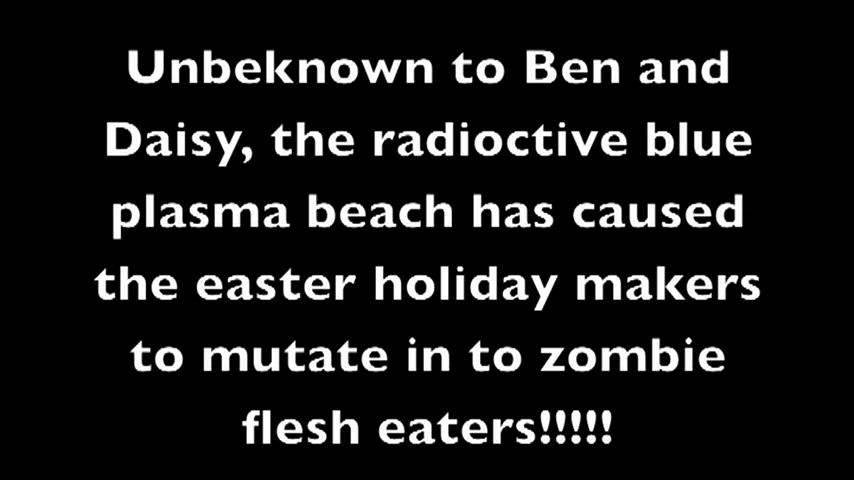 Unbeknown to Ben and
Daisy, the radioctive blue
plasma beach has caused
the easter holiday makers
to mutate in to zombie
flesh eaters!!!!!